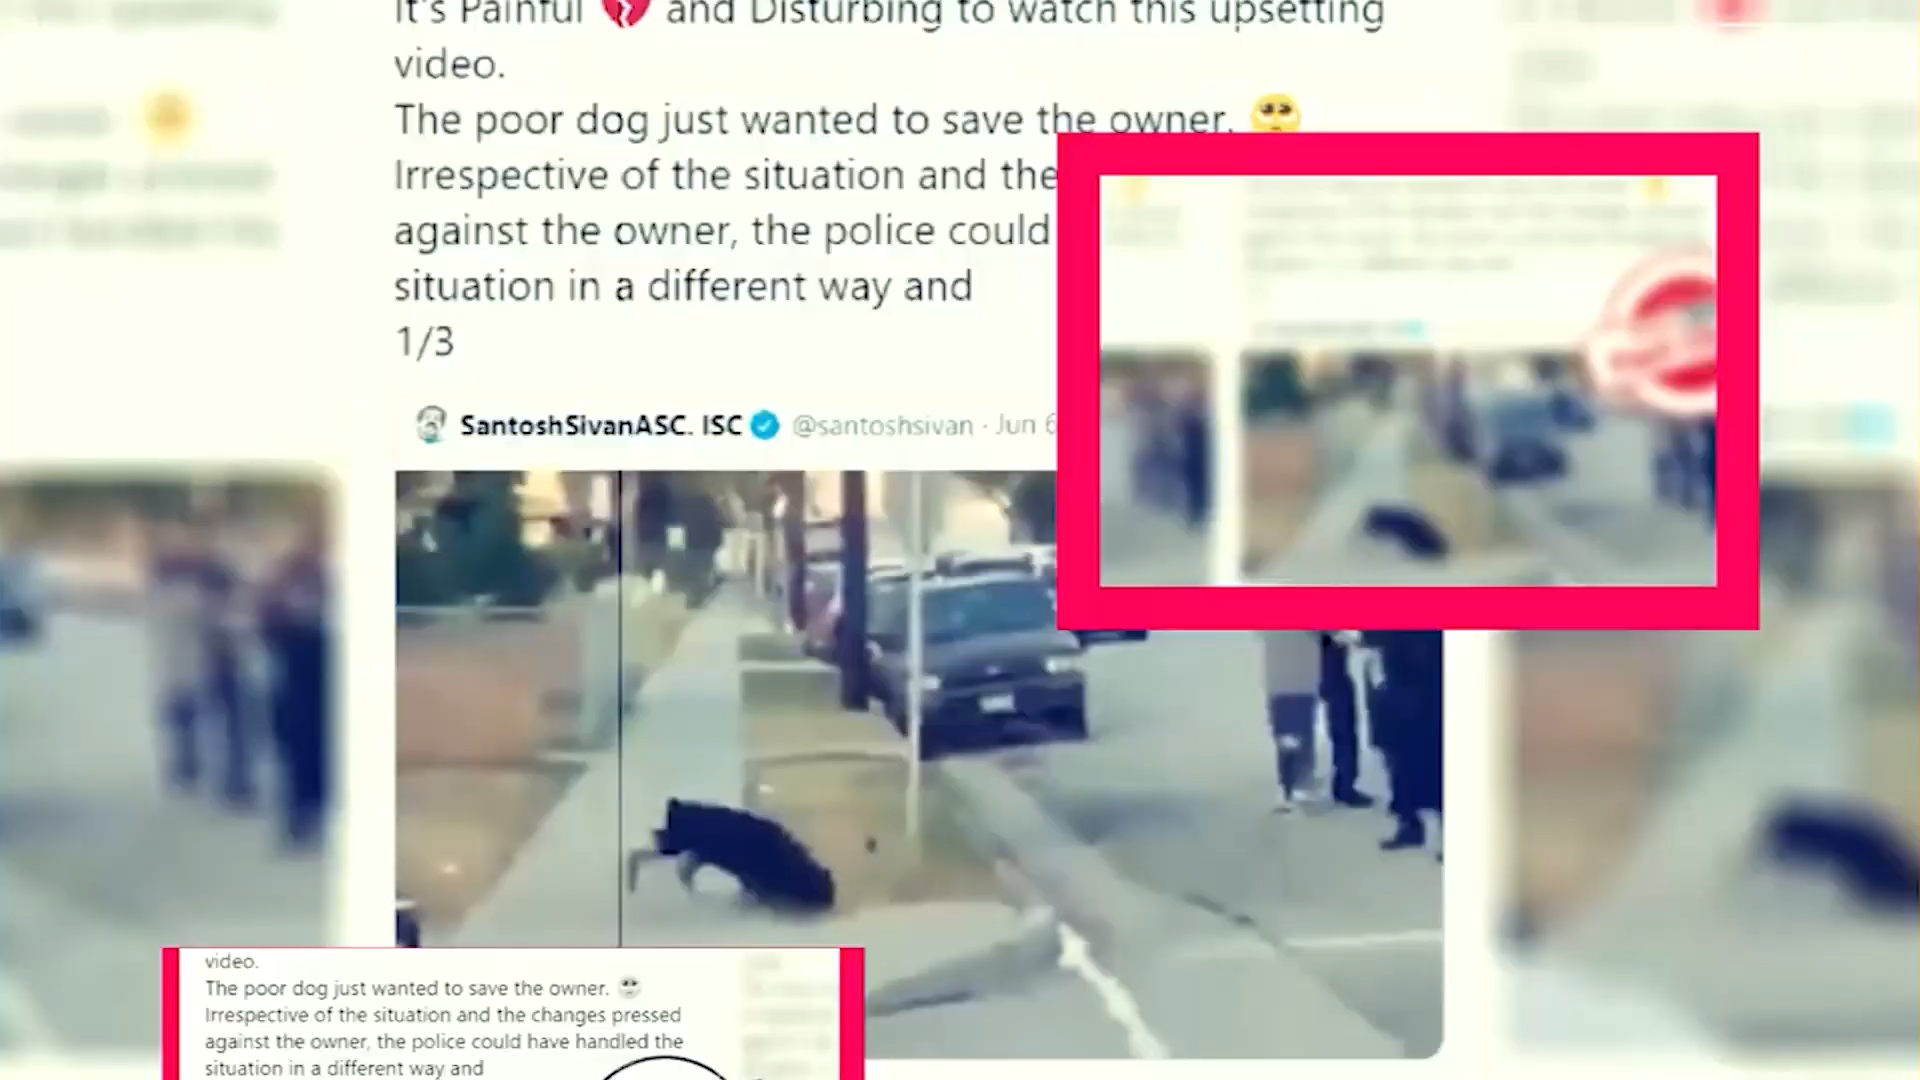 It's Painful 💔 and Disturbing to watch this upsetting
video.
The poor dog just wanted to save the owner. 🥺
Irrespective of the situation and the
against the owner, the police could
situation in a different way and
1/3
SantoshSivanASC. ISC @santoshsivan · Jun 6
video.
The poor dog just wanted to save the owner. 🥺
Irrespective of the situation and the changes pressed
against the owner, the police could have handled the
situation in a different way and